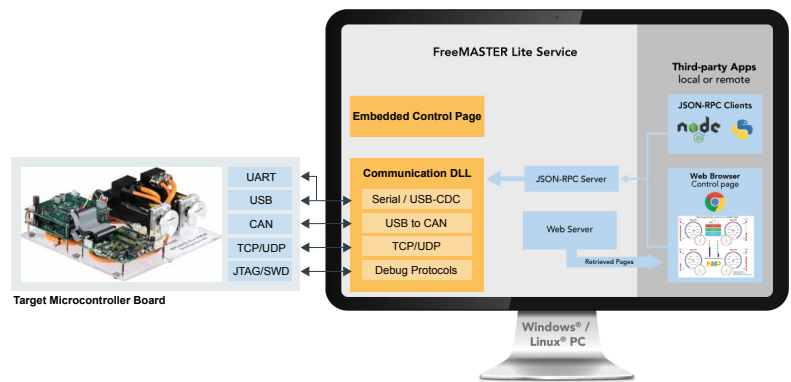 FreeMASTER Lite Service
Third-party Apps
local or remote
JSON-RPC Clients
node
Embedded Control Page
Communication DLL
Serial / USB-CDC
USB to CAN
TCP/UDP
Debug Protocols
UART
USB
CAN
TCP/UDP
JTAG/SWD
Target Microcontroller Board
JSON-RPC Server
Web Server
Retrieved Pages
Web Browser
Control page
NXP
Windows® /
Linux® PC